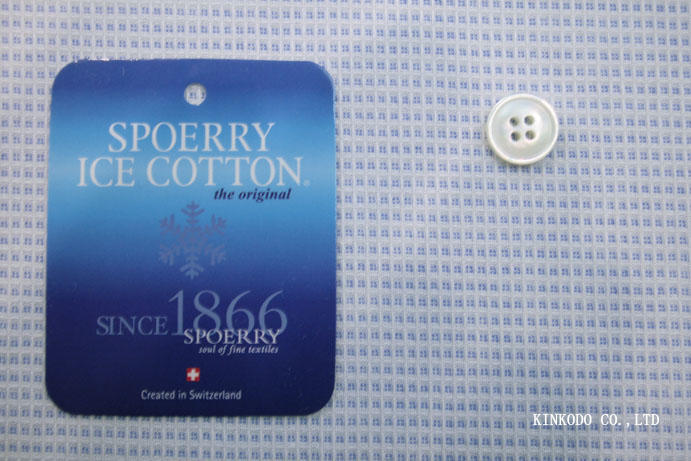 SPOERRY
ICE COTTON®
the original
SINCE 1866
SPOERRY
soul of fine textiles
Created in Switzerland
KINKODO CO.,LTD